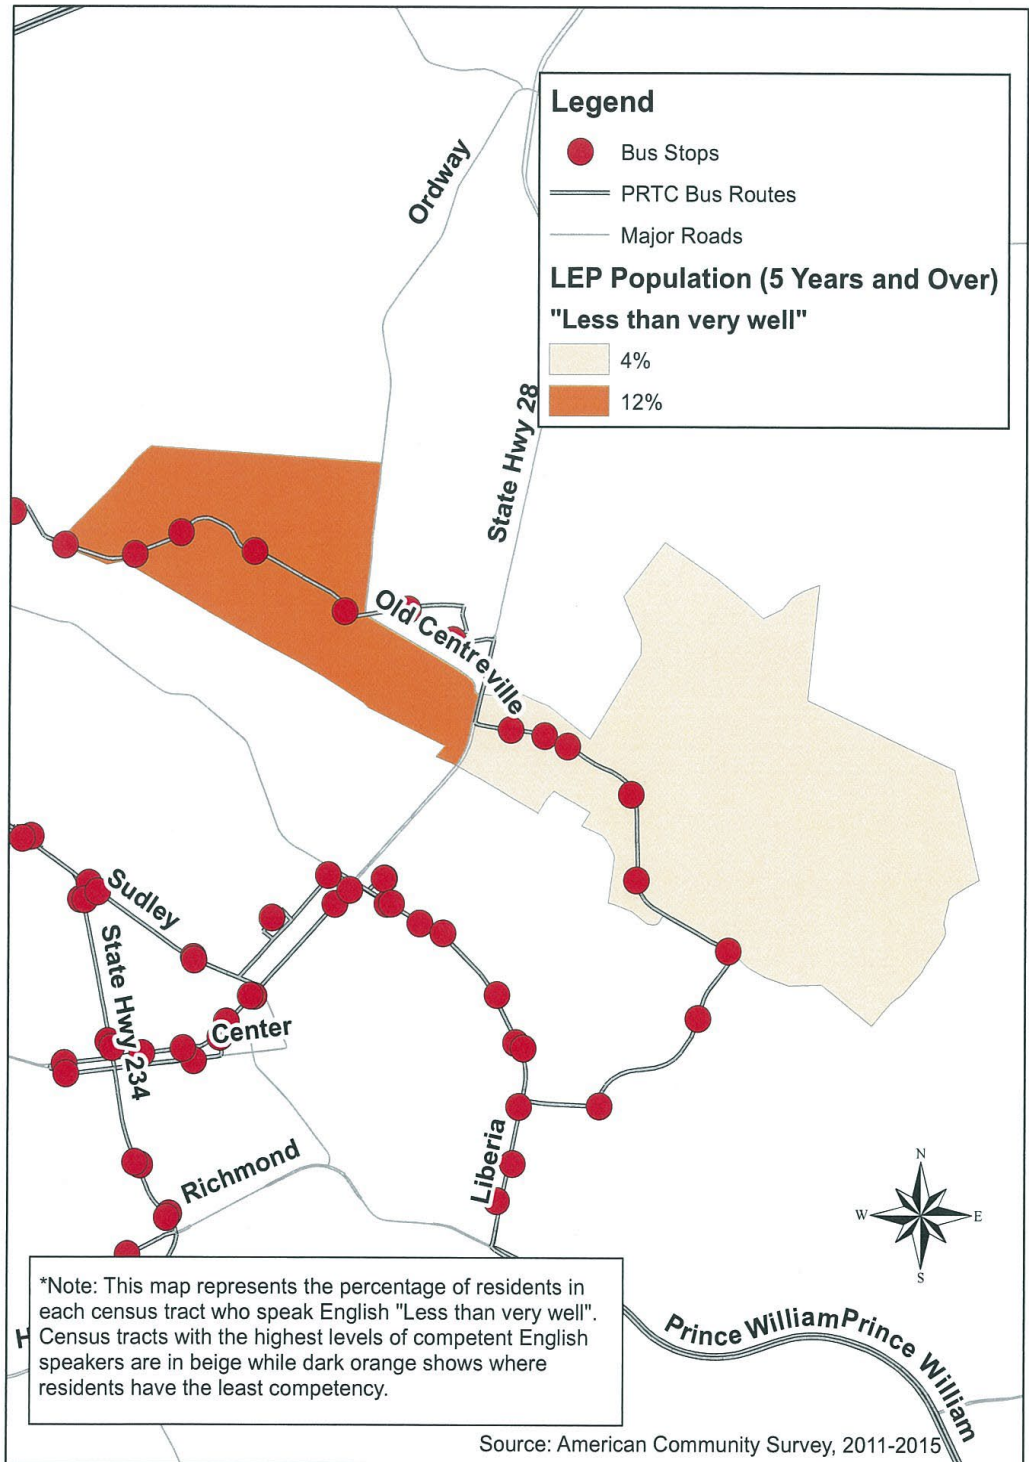 Legend
Bus Stops
PRTC Bus Routes
Major Roads
LEP Population (5 Years and Over)
"Less than very well"
4%
12%
Ordway
State Hwy 28
Old Centreville
Sudley
State Hwy 234
Center
Liberia
Richmond
N
W
E
S
*Note: This map represents the percentage of residents in
each census tract who speak English "Less than very well".
Census tracts with the highest levels of competent English
speakers are in beige while dark orange shows where
residents have the least competency.
Prince William
Prince William
Source: American Community Survey, 2011-2015